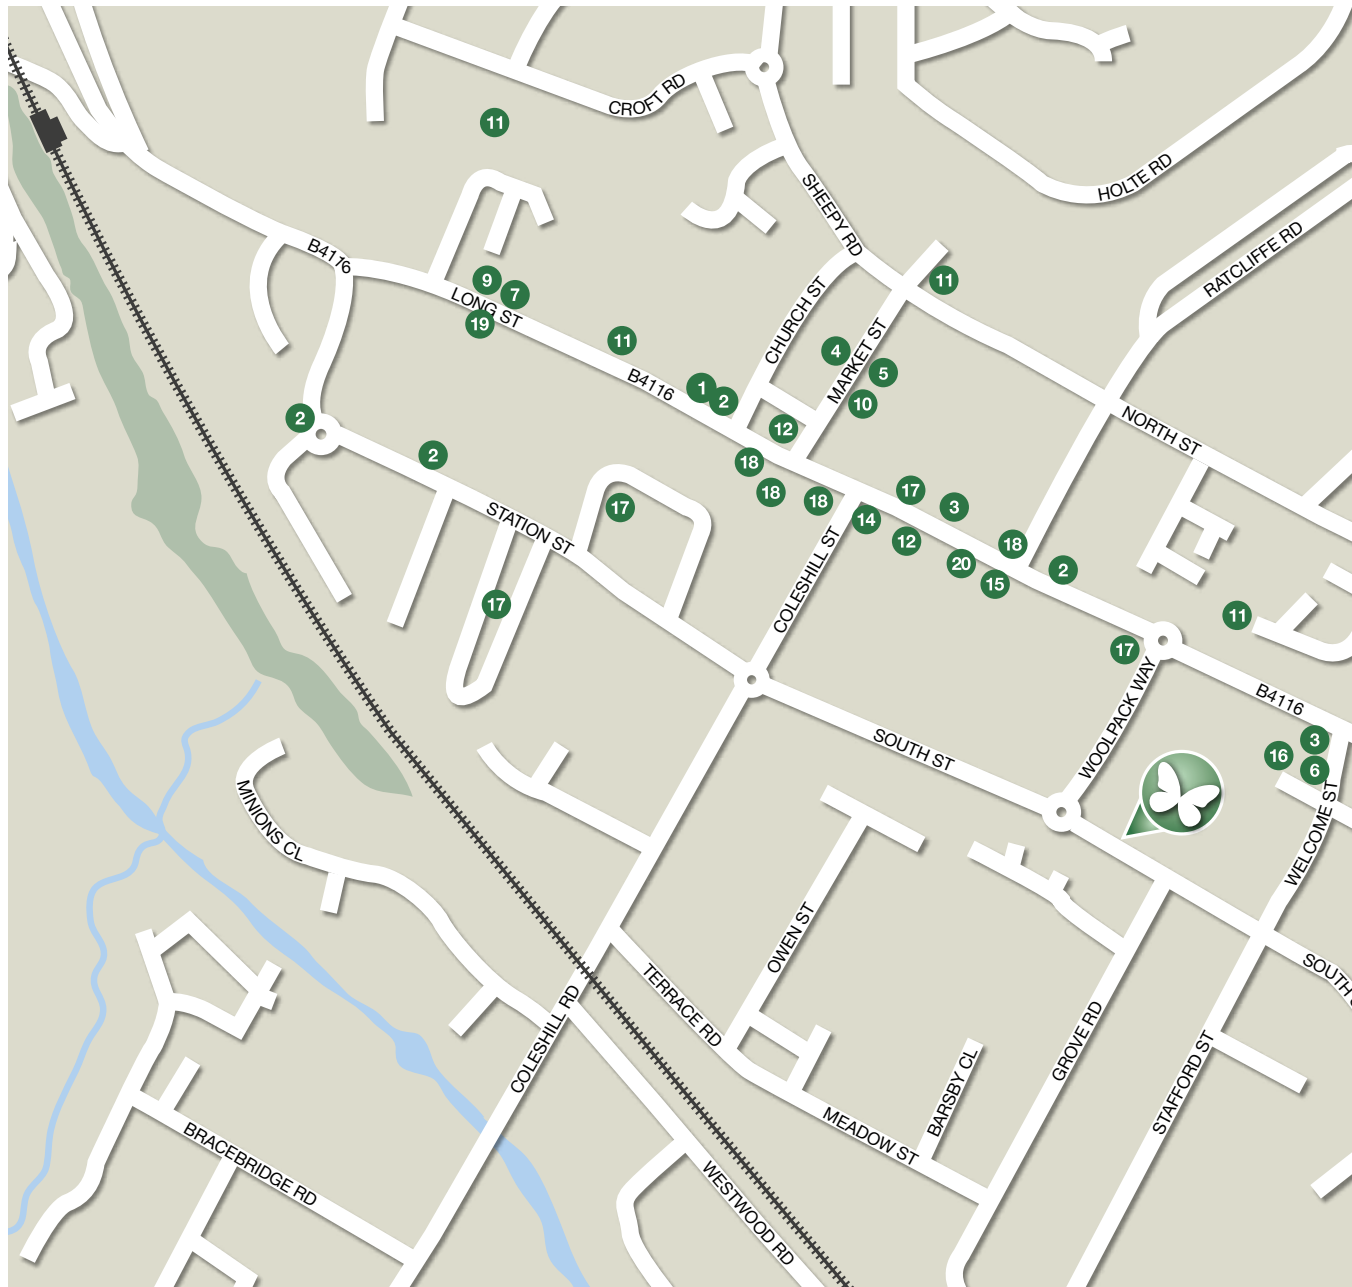 CROFT RD
11
HOLTE RD
SHEEPY RD
RATCLIFFE RD
B4116
9
7
11
LONG ST
19
CHURCH ST
11
4
MARKET ST
5
B4116
1
2
10
2
12
NORTH ST
2
18
18
18
17
3
17
STATION ST
14
12
18
20
2
15
COLESHILL ST
17
11
17
WOOLPACK WAY
B4116
SOUTH ST
3
16
6
WELCOME ST
MINIONS CL
OWEN ST
SOUTH
TERRACE RD
COLESHILL RD
GROVE RD
STAFFORD ST
BARSBY CL
MEADOW ST
BRACEBRIDGE RD
WESTWOOD RD